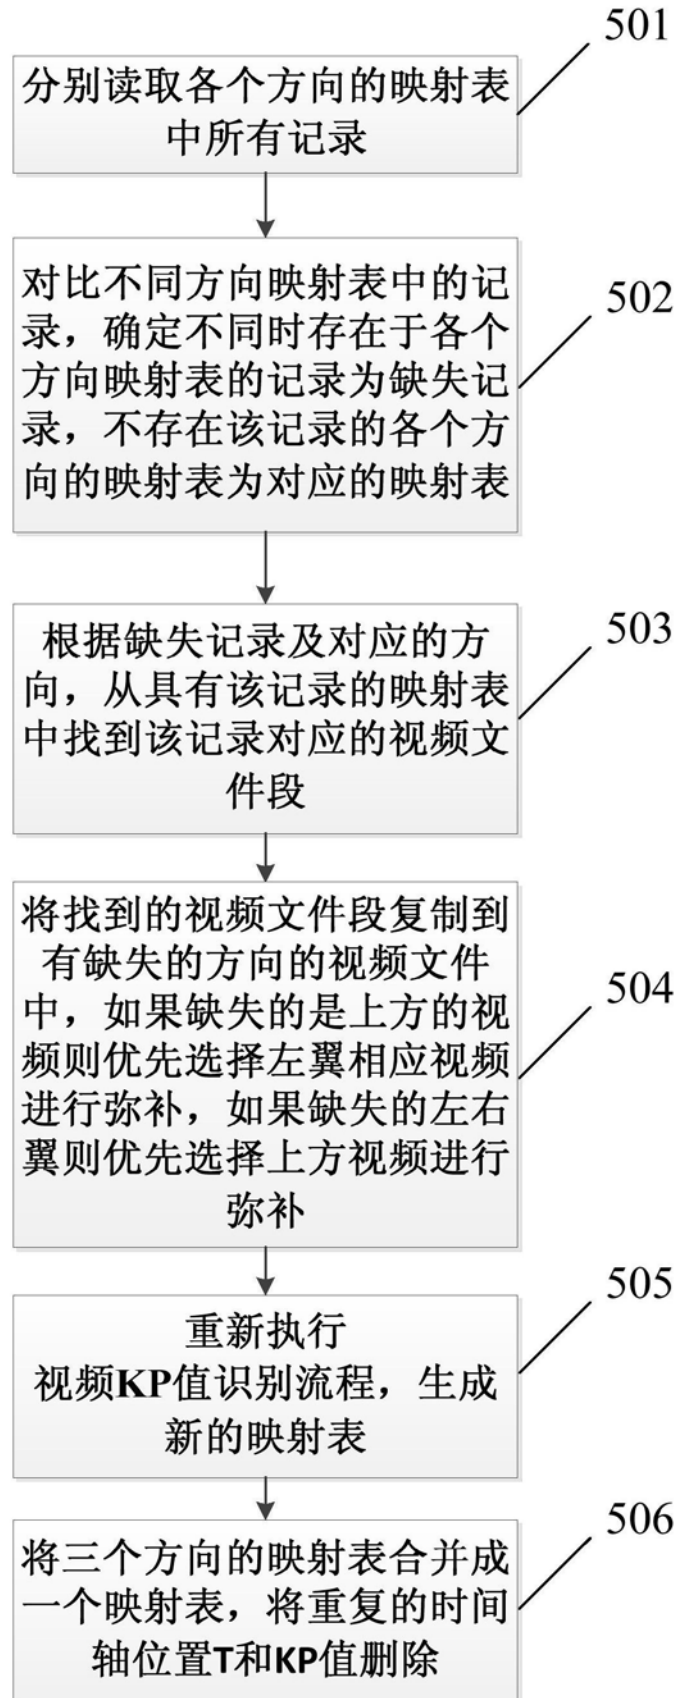 501
分别读取各个方向的映射表
中所有记录
502
对比不同方向映射表中的记
录，确定不同时存在于各个
方向映射表的记录为缺失记
录，不存在该记录的各个方
向的映射表为对应的映射表
503
根据缺失记录及对应的方
向，从具有该记录的映射表
中找到该记录对应的视频文
件段
504
将找到的视频文件段复制到
有缺失的方向的视频文件
中，如果缺失的是上方的视
频则优先选择左翼相应视频
进行弥补，如果缺失的左右
翼则优先选择上方视频进行
弥补
505
重新执行
视频KP值识别流程，生成
新的映射表
506
将三个方向的映射表合并成
一个映射表，将重复的时间
轴位置T和KP值删除